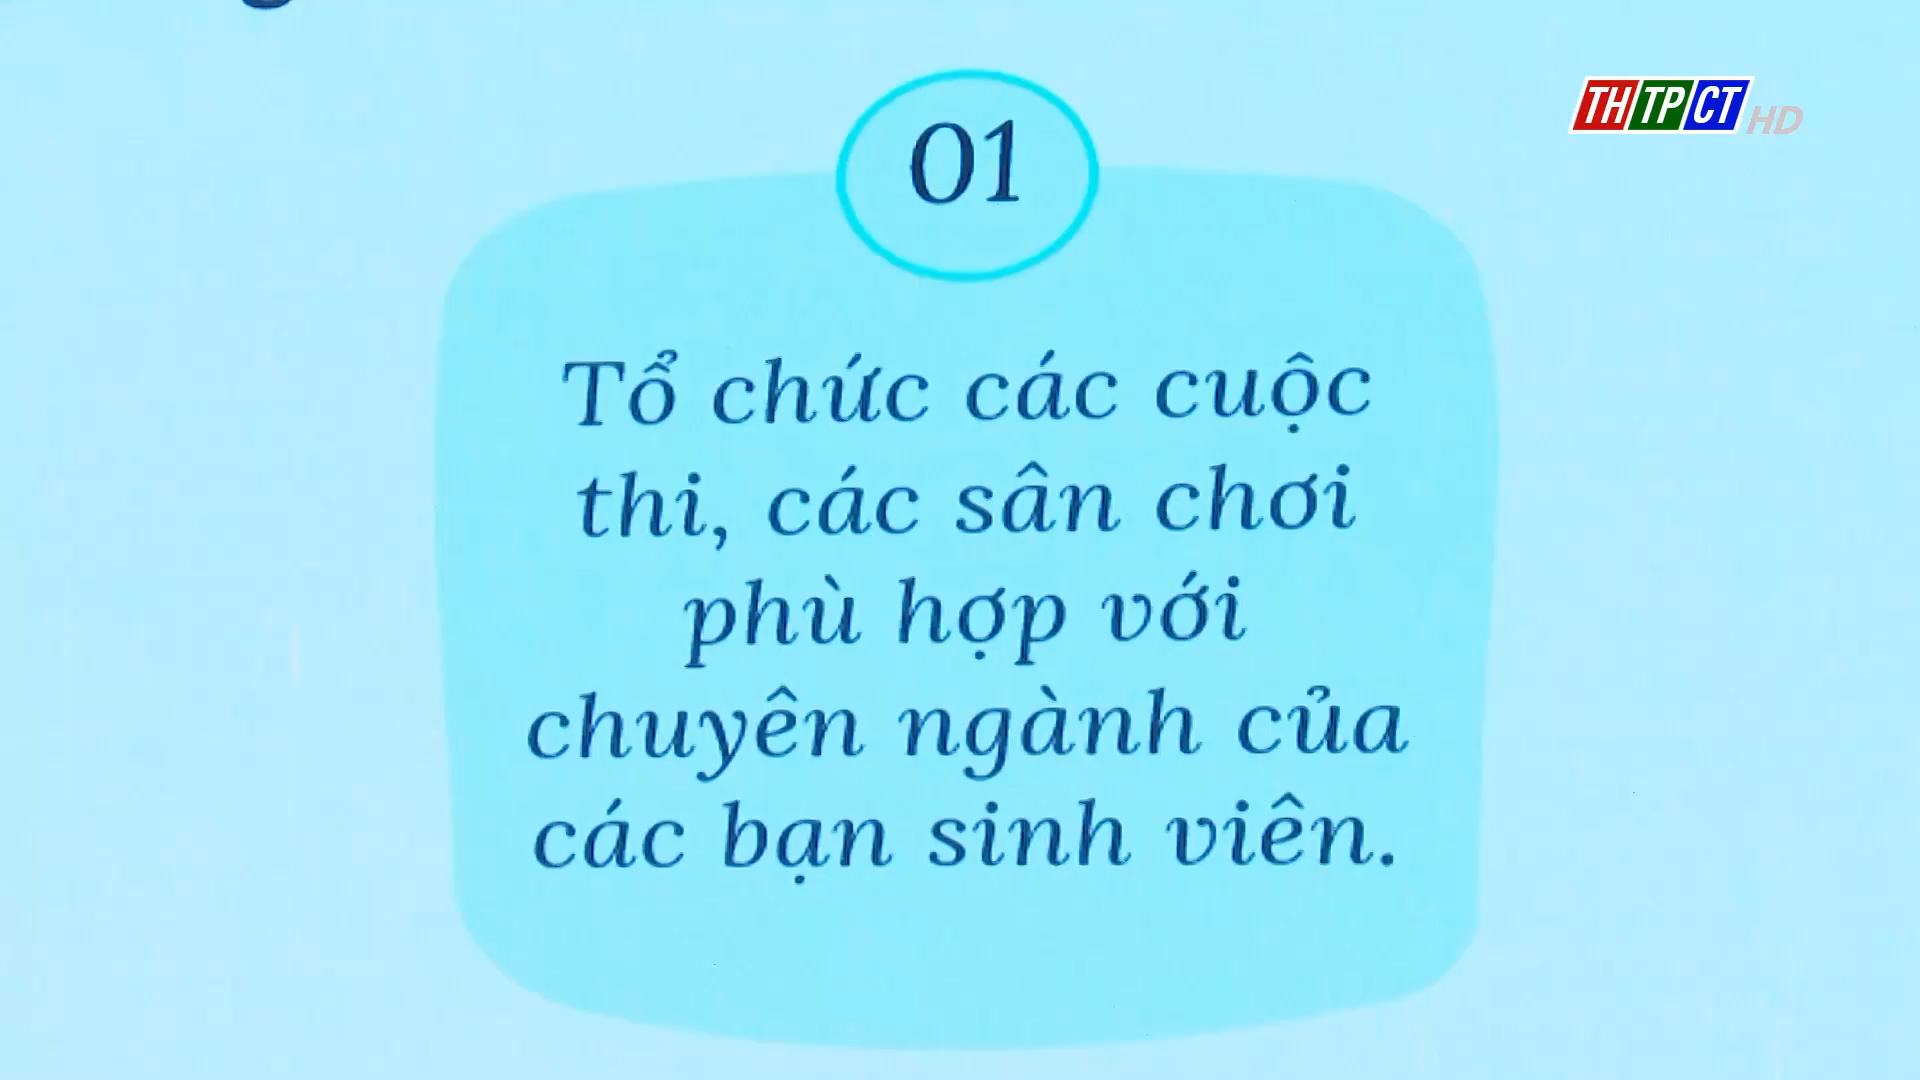 01
THTPCT HD
Tổ chức các cuộc
thi, các sân chơi
phù hợp với
chuyên ngành của
các bạn sinh viên.